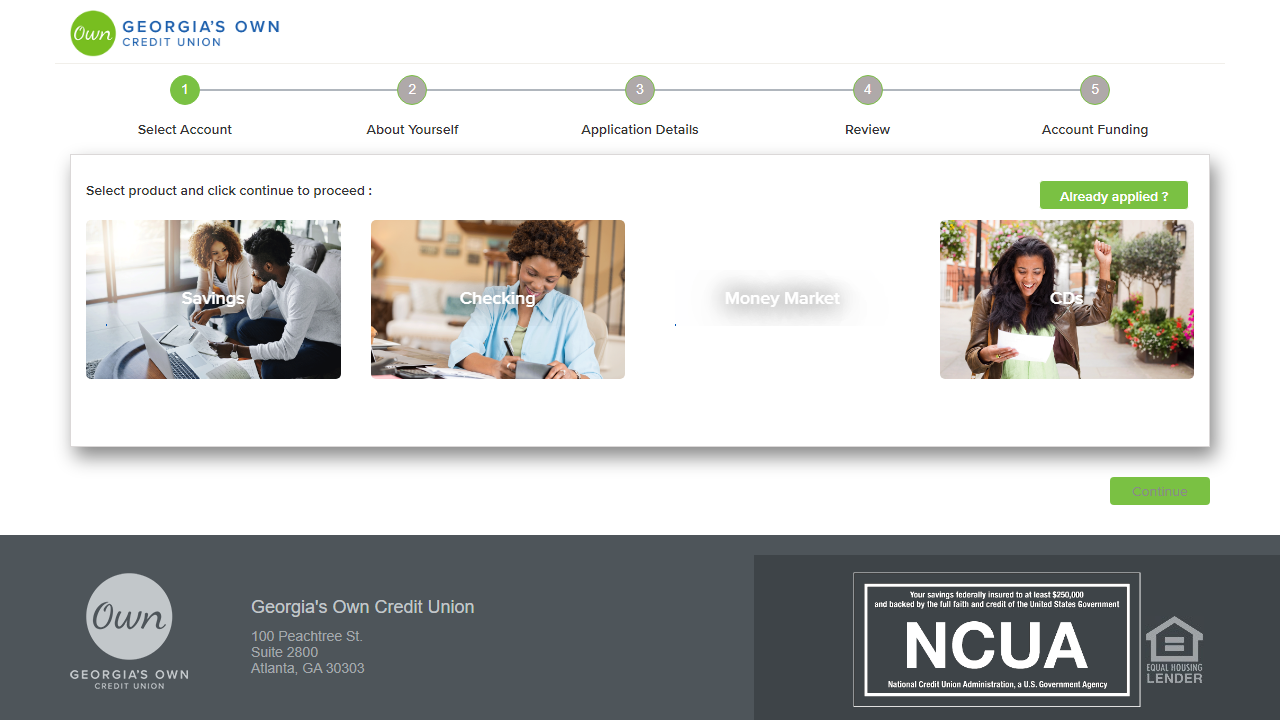 Own
GEORGIA'S OWN
CREDIT UNION
1
2
3
4
5
Select Account
About Yourself
Application Details
Review
Account Funding
Select product and click continue to proceed :
Already applied ?
Savings
Checking
Money Market
CDs
Continue
Own
GEORGIA'S OWN
CREDIT UNION
Georgia's Own Credit Union
100 Peachtree St.
Suite 2800
Atlanta, GA 30303
Your savings federally insured to at least $250,000
and backed by the full faith and credit of the United States Government
NCUA
National Credit Union Administration, a U.S. Government Agency
EQUAL HOUSING
LENDER